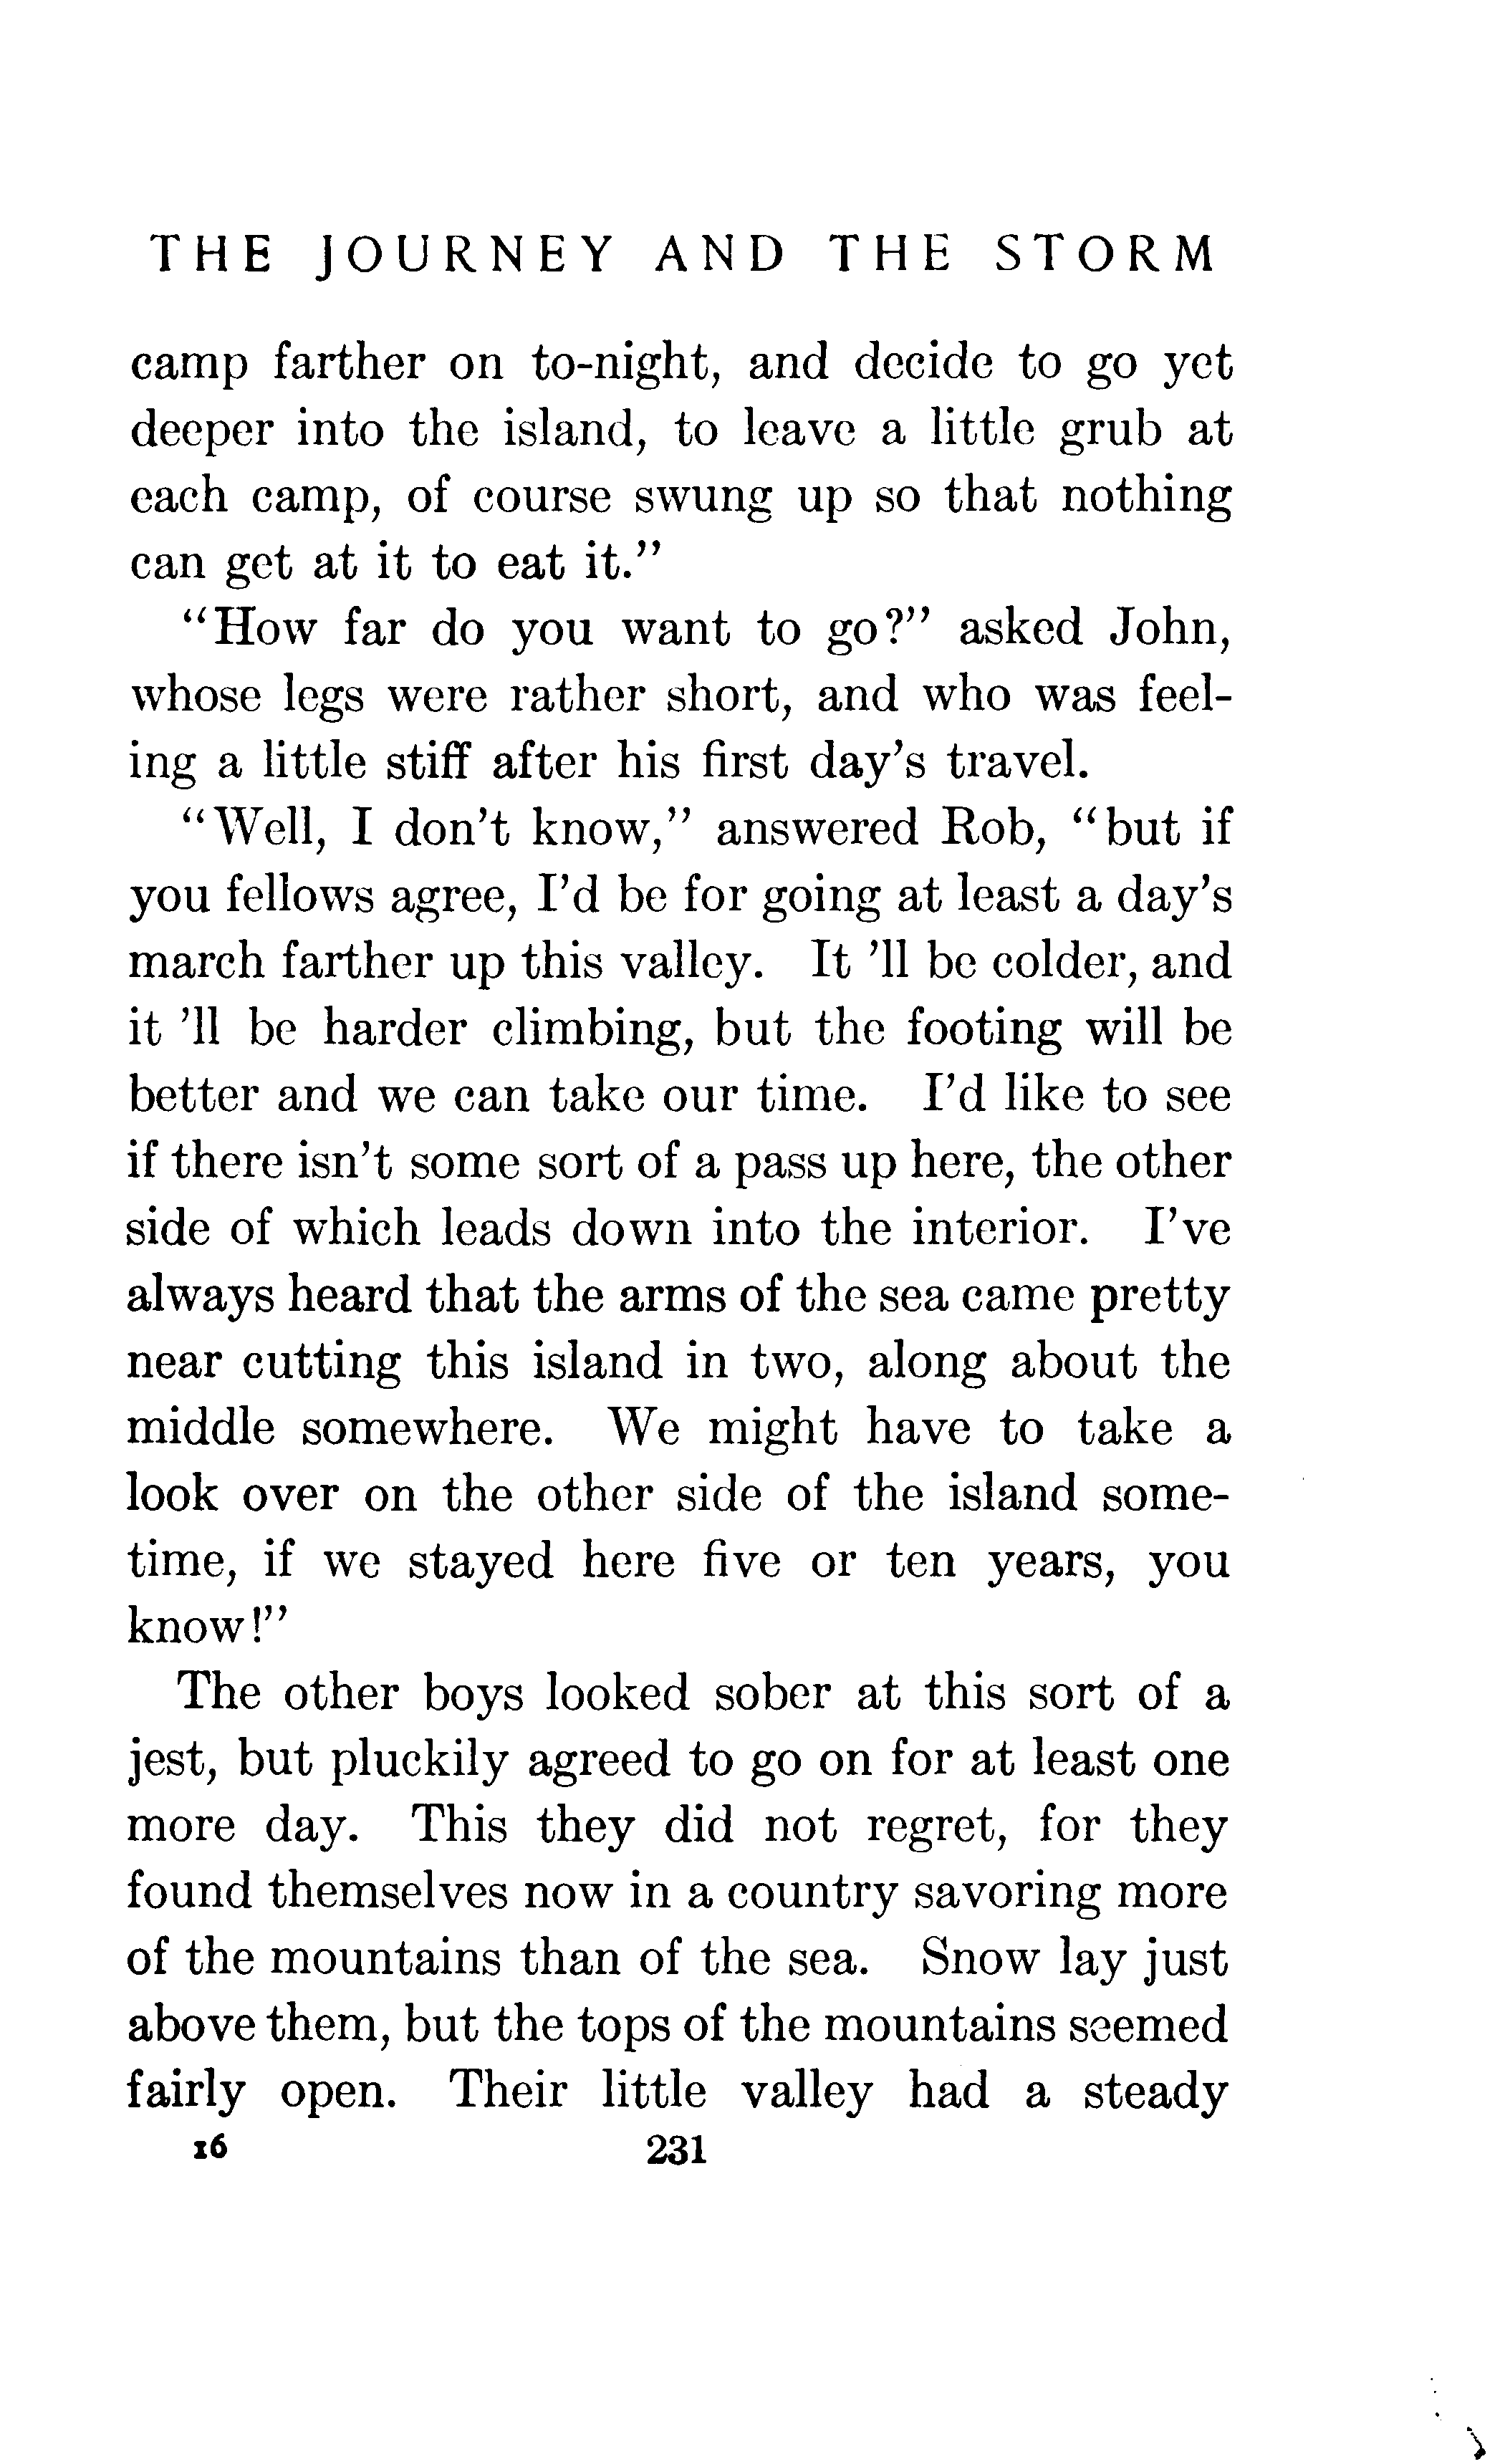 THE JOURNEY AND THE STORM
camp farther on to-night, and decide to go yet
deeper into the island, to leave a little grub at
each camp, of course swung up so that nothing
can get at it to eat it."
"How far do you want to go?" asked John,
whose legs were rather short, and who was feel-
ing a little stiff after his first day's travel.
"Well, I don't know," answered Rob, "but if
you fellows agree, I'd be for going at least a day's
march farther up this valley. It 'll be colder, and
it 'll be harder climbing, but the footing will be
better and we can take our time. I'd like to see
if there isn't some sort of a pass up here, the other
side of which leads down into the interior. I've
always heard that the arms of the sea came pretty
near cutting this island in two, along about the
middle somewhere. We might have to take a
look over on the other side of the island some-
time, if we stayed here five or ten years, you
know!"
The other boys looked sober at this sort of a
jest, but pluckily agreed to go on for at least one
more day. This they did not regret, for they
found themselves now in a country savoring more
of the mountains than of the sea. Snow lay just
above them, but the tops of the mountains seemed
fairly open. Their little valley had a steady
16 231